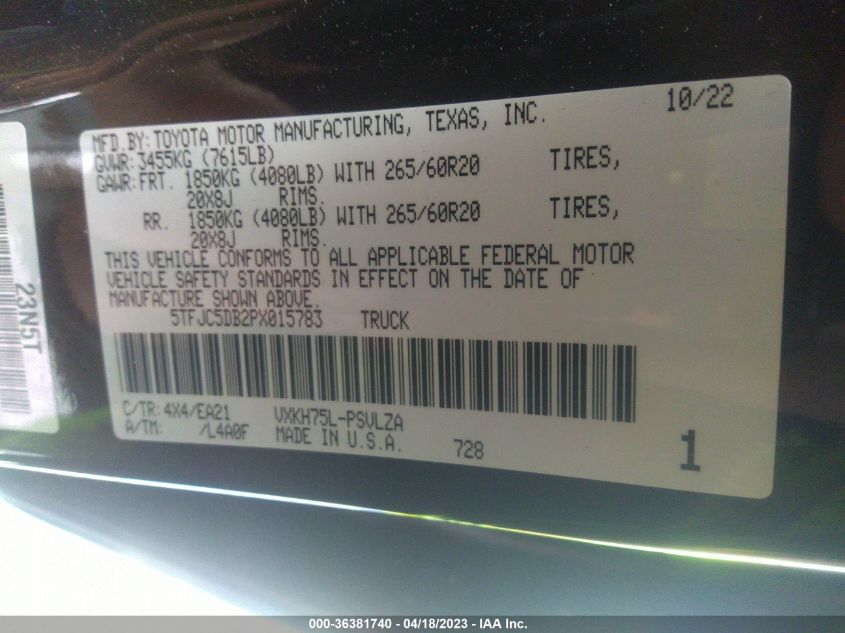 10/22
MFD.BY:TOYOTA MOTOR MANUFACTURING, TEXAS, INC.
GVWR:3455KG (7615LB)
GAWR:FRT. 1850KG (4080LB) WITH 265/60R20 TIRES,
20X8J RIMS.
RR. 1850KG (4080LB) WITH 265/60R20 TIRES,
20X8J RIMS.
THIS VEHICLE CONFORMS TO ALL APPLICABLE FEDERAL MOTOR
VEHICLE SAFETY STANDARDS IN EFFECT ON THE DATE OF
MANUFACTURE SHOWN ABOVE.
5TFJC5DB2PX015783 TRUCK
C/TR:4X4/EA21 VXKH75L-PSVLZA
A/TM: /L4A0F MADE IN U.S.A. 728 1
23N5T
000-36381740 - 04/18/2023 - IAA Inc.